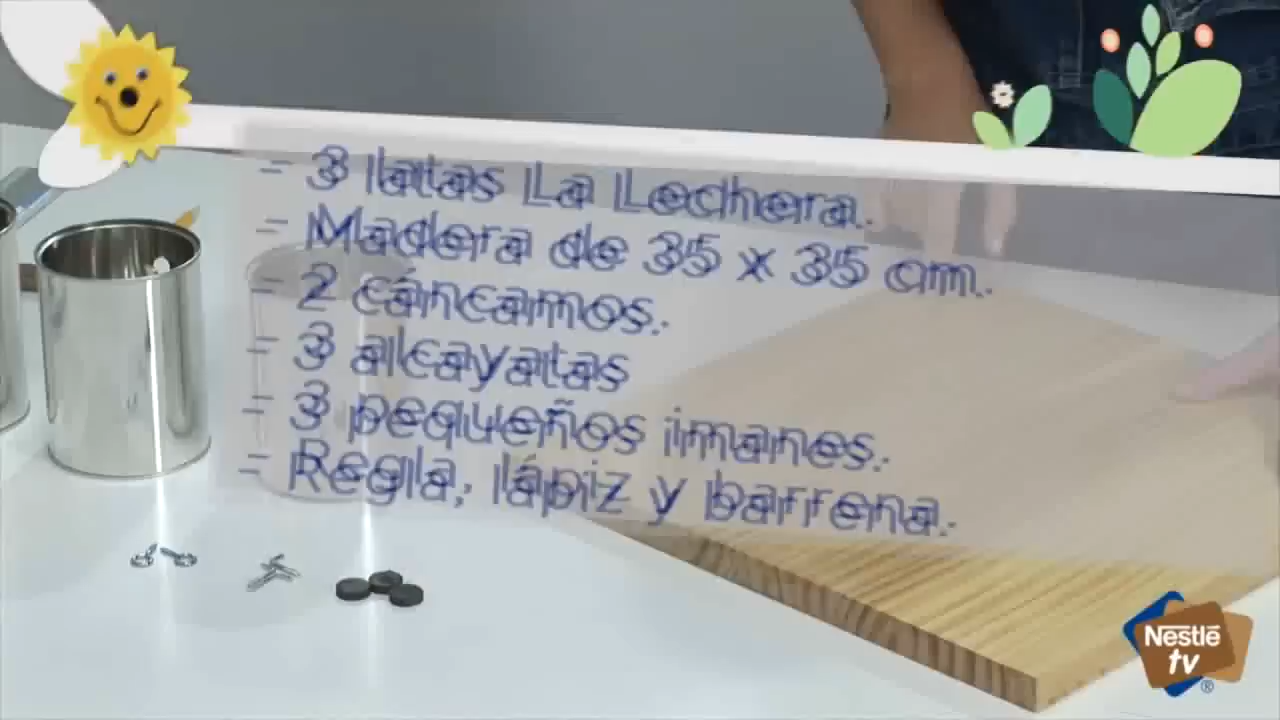 - 3 latas La Lechera.
- Madera de 35 x 35 cm.
- 2 cáncamos.
- 3 alcayatas
- 3 pequeños imanes.
- Regla, lápiz y barrena.
Nestlé
tv
®